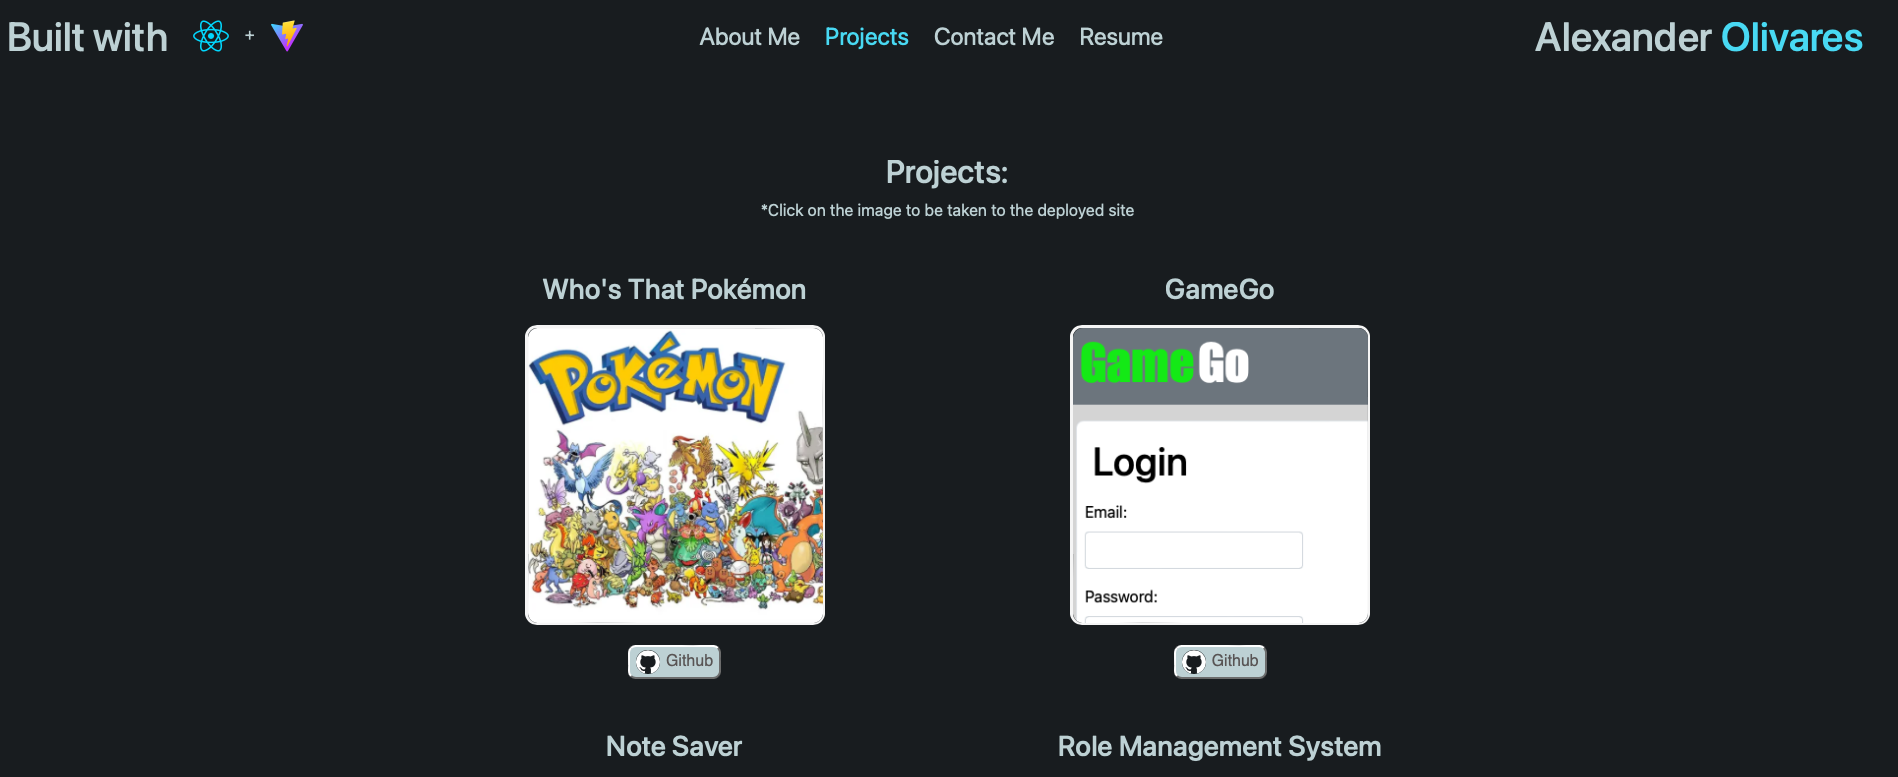 Built with +
About Me Projects Contact Me Resume
Alexander Olivares
Projects:
*Click on the image to be taken to the deployed site
Who's That Pokémon
POKéMON
Github
GameGo
GameGo
Login
Email:
Password:
Github
Note Saver
Role Management System